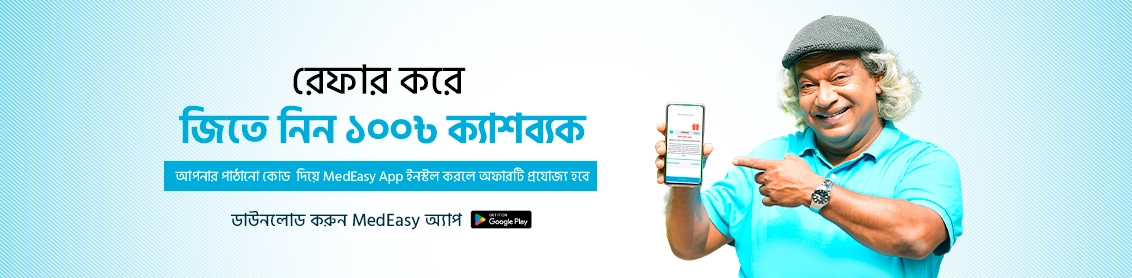 রেফার করে
জিতে নিন ১০০৳ ক্যাশব্যক
আপনার পাঠানো কোড দিয়ে MedEasy App ইনস্টল করলে অফারটি প্রযোজ্য হবে
ডাউনলোড করুন MedEasy অ্যাপ
GET IT ON
Google Play